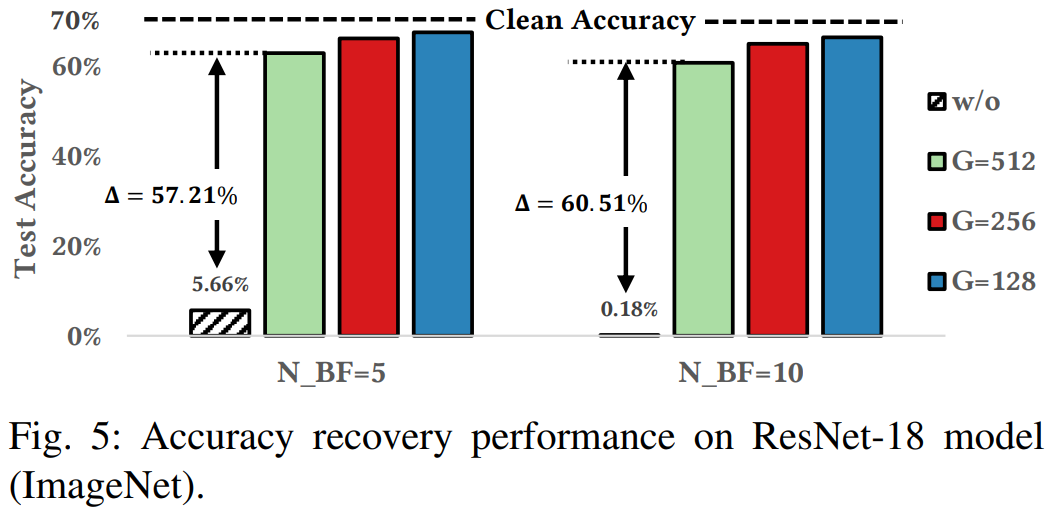 70%
60%
40%
20%
0%
Test Accuracy
Clean Accuracy
Δ = 57.21%
5.66%
Δ = 60.51%
0.18%
N_BF=5
N_BF=10
w/o
G=512
G=256
G=128
Fig. 5: Accuracy recovery performance on ResNet-18 model
(ImageNet).